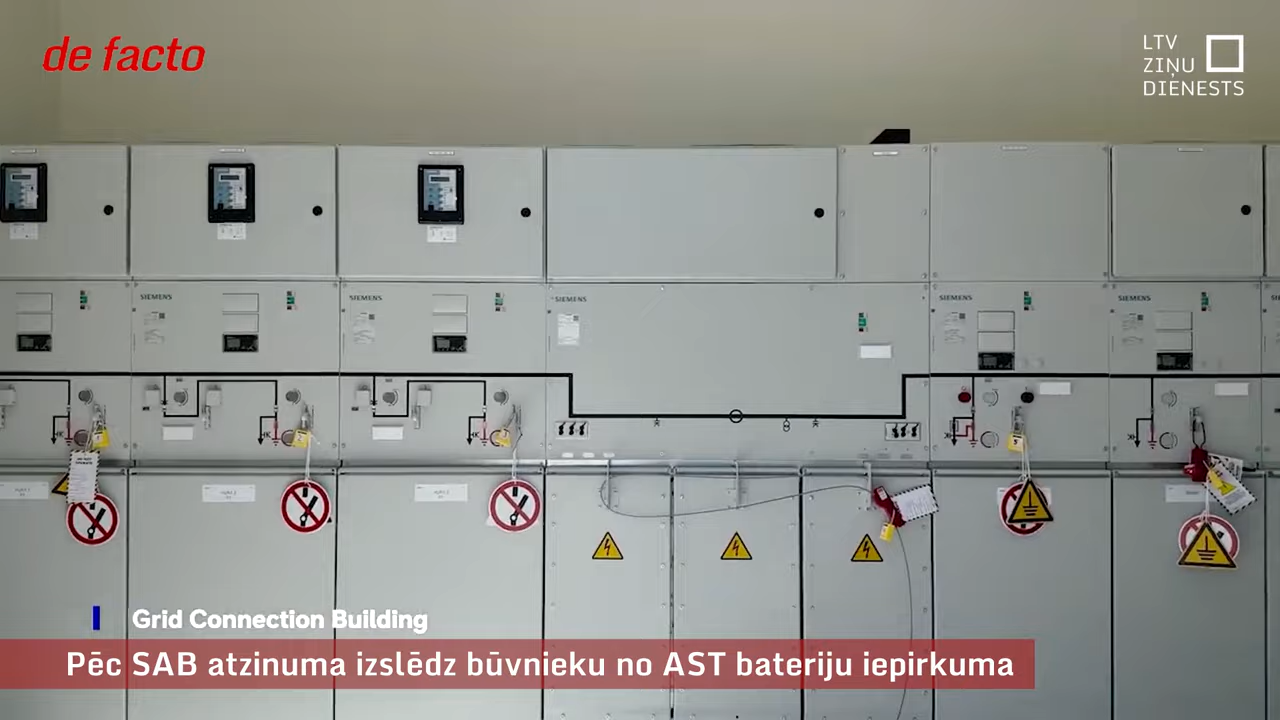 de facto
LTV
ZIŅU
DIENESTS
SIEMENS
SIEMENS
SIEMENS
SIEMENS
SIEMENS
Grid Connection Building
Pēc SAB atzinuma izslēdz būvnieku no AST bateriju iepirkuma